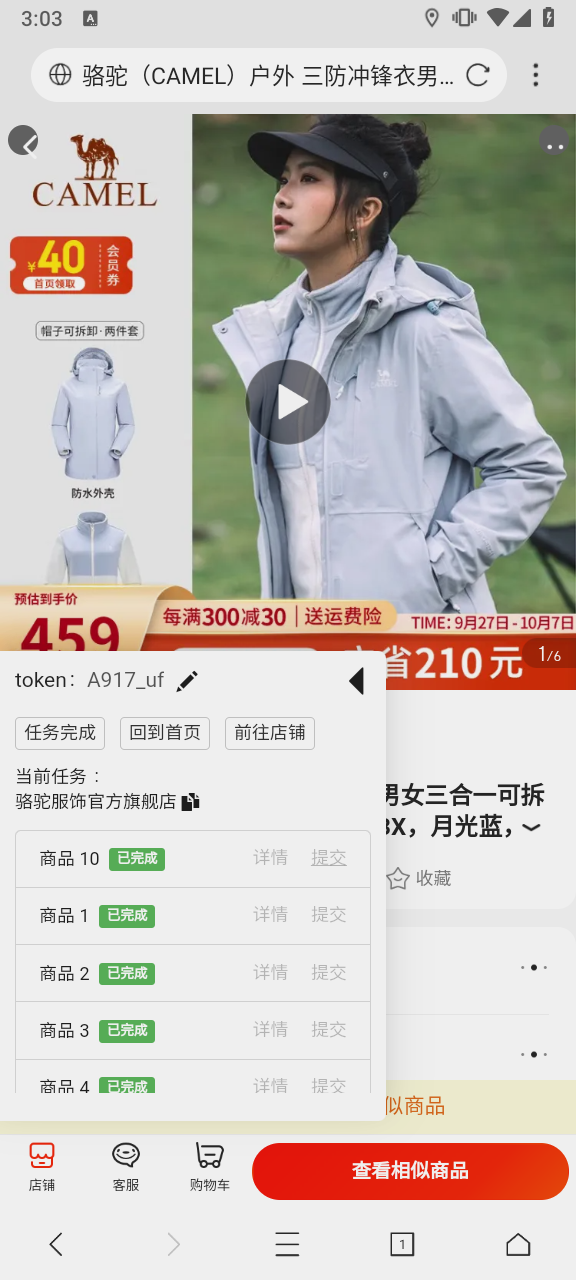 3:03
A
骆驼（CAMEL）户外 三防冲锋衣男...
CAMEL
¥40
会员券
首页领取
帽子可拆卸·两件套
防水外壳
预估到手价
459
每满300减30｜送运费险
TIME: 9月27日 - 10月7日
省210元
1/6
token： A917_uf
任务完成
回到首页
前往店铺
当前任务 ：
骆驼服饰官方旗舰店
男女三合一可拆
3X，月光蓝，
收藏
商品 10 已完成 详情 提交
商品 1 已完成 详情 提交
商品 2 已完成 详情 提交
商品 3 已完成 详情 提交
商品 4 已完成 详情 提交
似商品
店铺
客服
购物车
查看相似商品
1